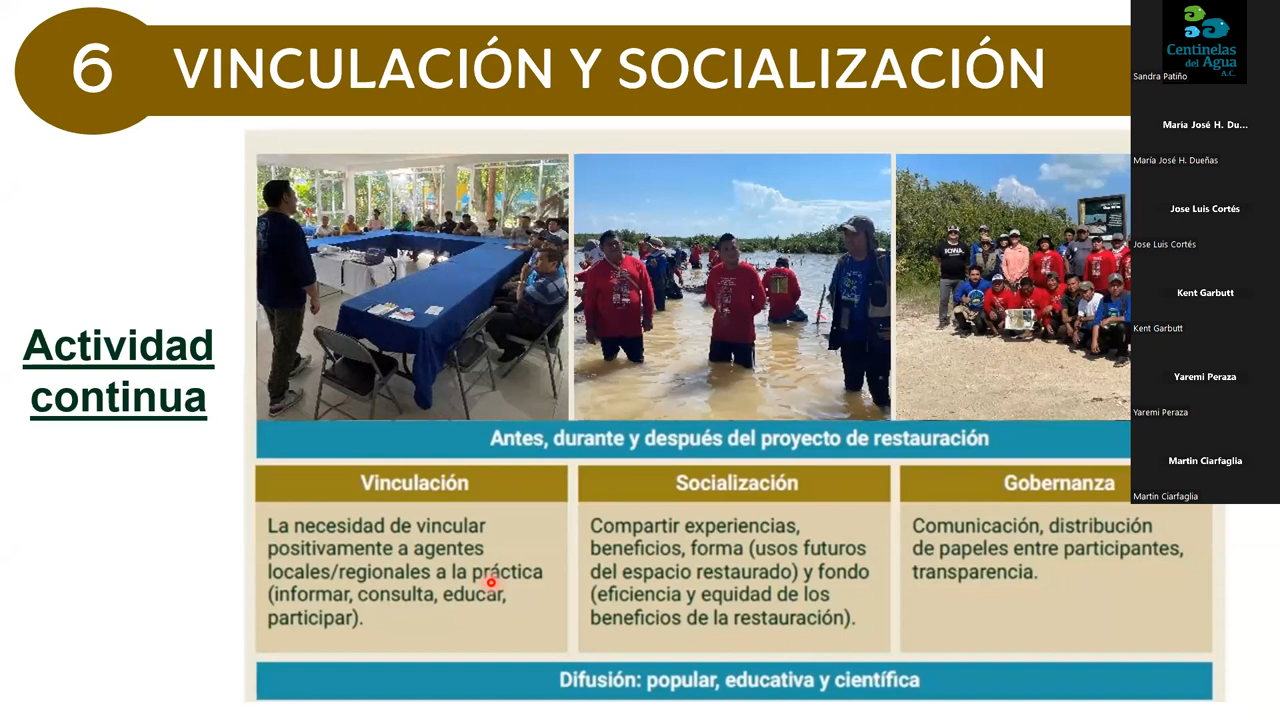 6 VINCULACIÓN Y SOCIALIZACIÓN
Actividad
continua
IOWA
Antes, durante y después del proyecto de restauración
Vinculación
La necesidad de vincular
positivamente a agentes
locales/regionales a la práctica
(informar, consulta, educar,
participar).
Socialización
Compartir experiencias,
beneficios, forma (usos futuros
del espacio restaurado) y fondo
(eficiencia y equidad de los
beneficios de la restauración).
Gobernanza
Comunicación, distribución
de papeles entre participantes,
transparencia.
Difusión: popular, educativa y científica
Centinelas
del Agua
A.C.
Sandra Patiño
María José H. Du...
María José H. Dueñas
Jose Luis Cortés
Jose Luis Cortés
Kent Garbutt
Kent Garbutt
Yaremi Peraza
Yaremi Peraza
Martin Ciarfaglia
Martin Ciarfaglia